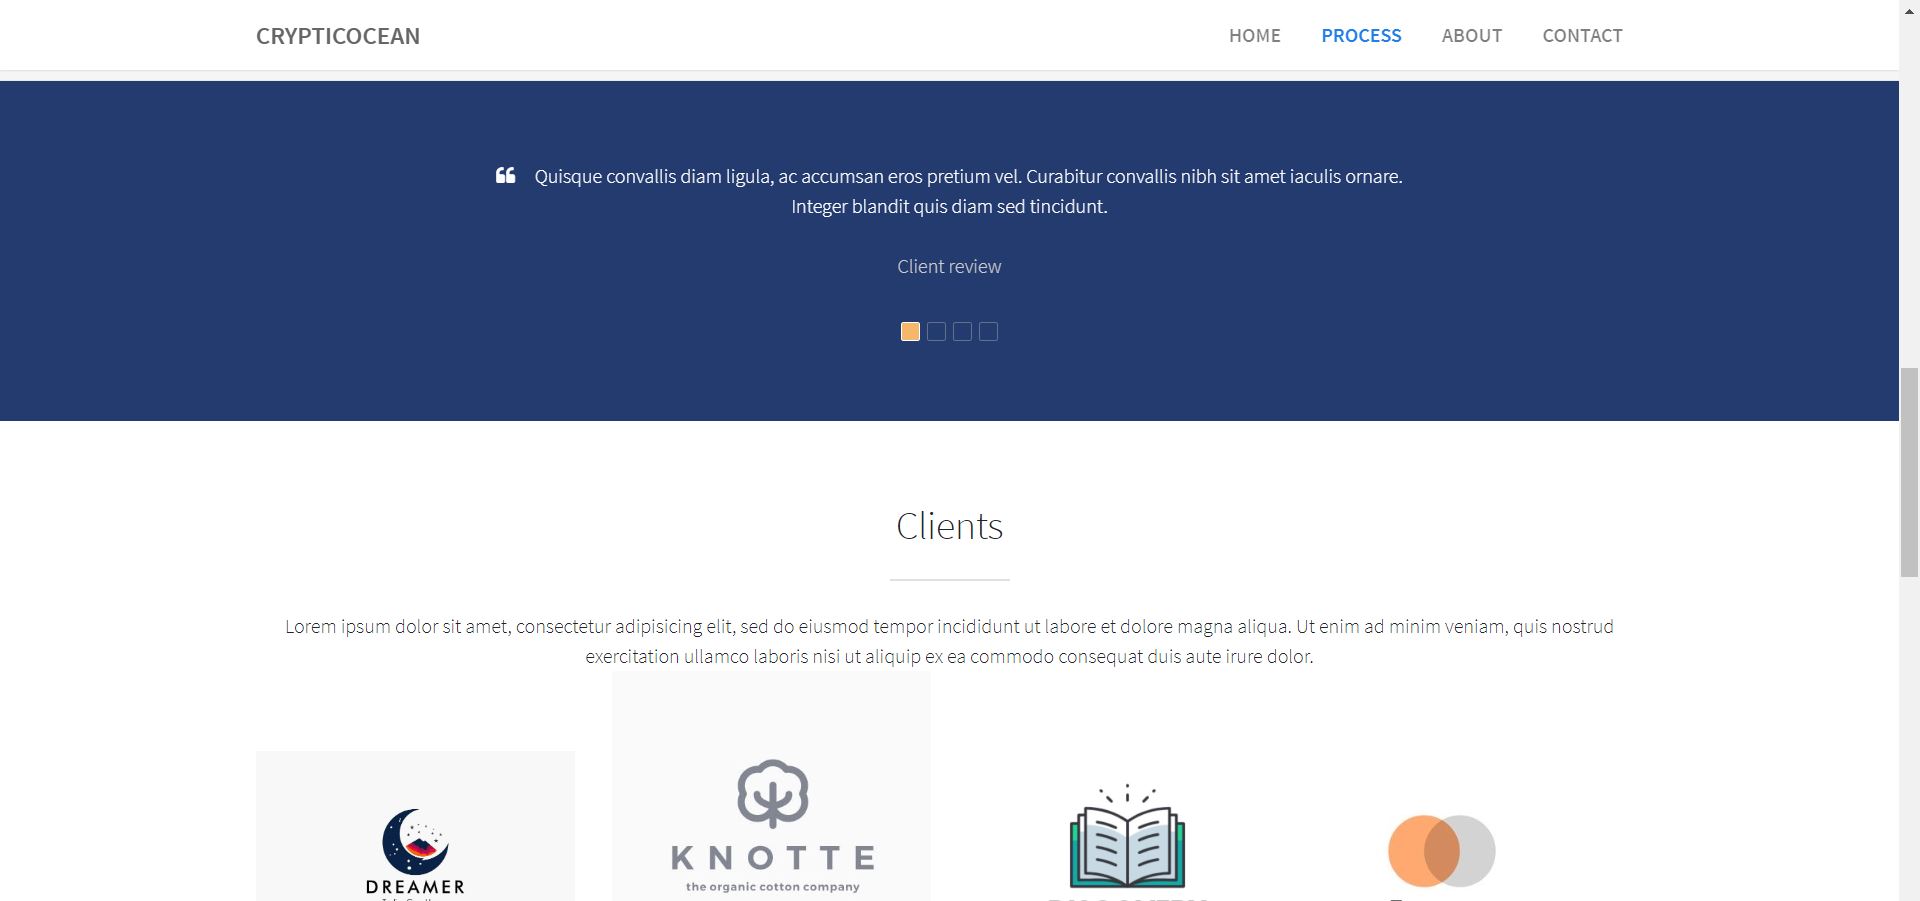 CRYPTICOCEAN
HOME PROCESS ABOUT CONTACT
Quisque convallis diam ligula, ac accumsan eros pretium vel. Curabitur convallis nibh sit amet iaculis ornare.
Integer blandit quis diam sed tincidunt.
Client review
Clients
Lorem ipsum dolor sit amet, consectetur adipisicing elit, sed do eiusmod tempor incididunt ut labore et dolore magna aliqua. Ut enim ad minim veniam, quis nostrud
exercitation ullamco laboris nisi ut aliquip ex ea commodo consequat duis aute irure dolor.
DREAMER
KNOTTE
the organic cotton company